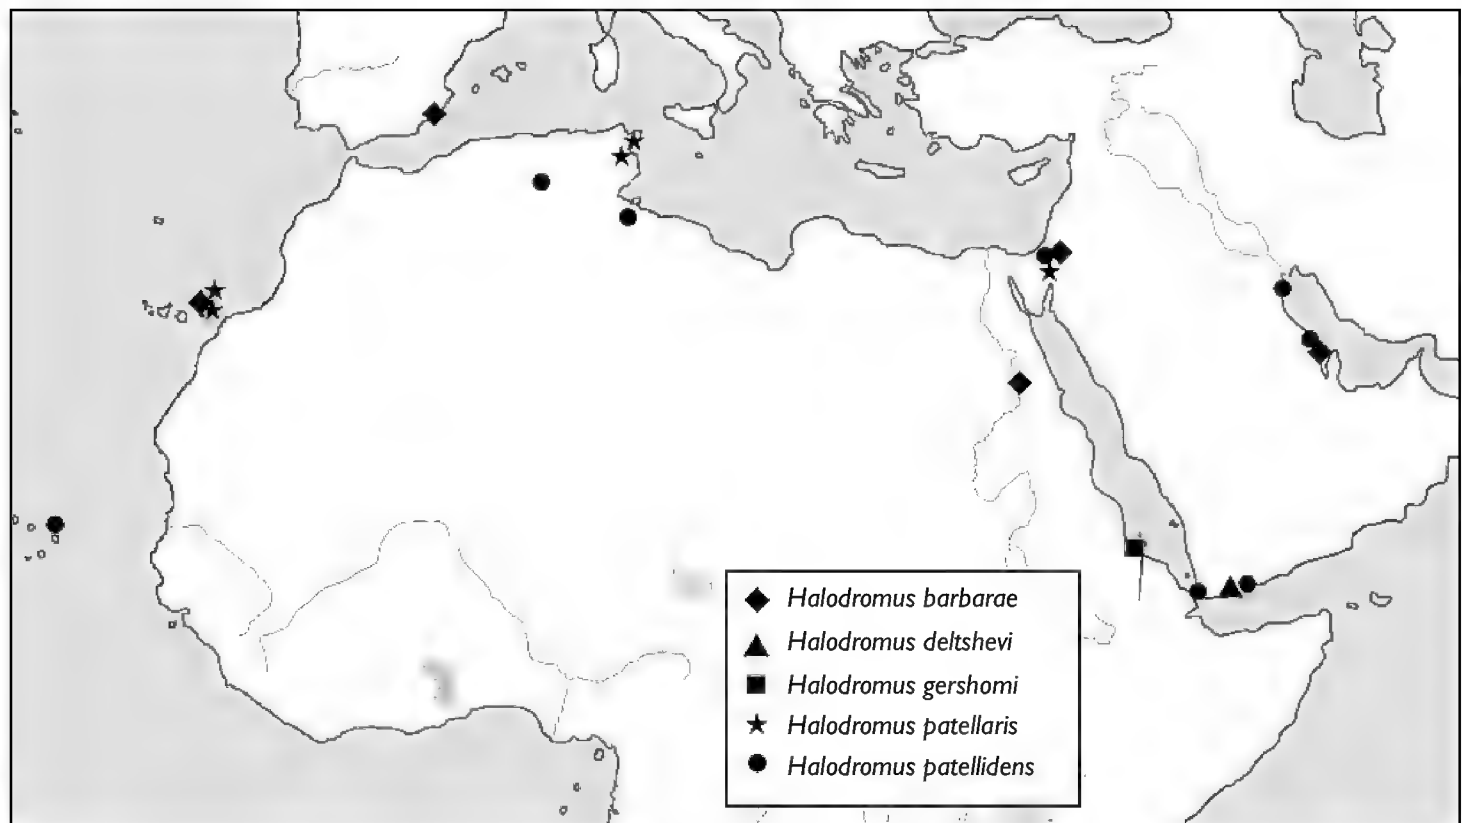 Halodromus barbarae
Halodromus deltshevi
Halodromus gershomi
Halodromus patellaris
Halodromus patellidens